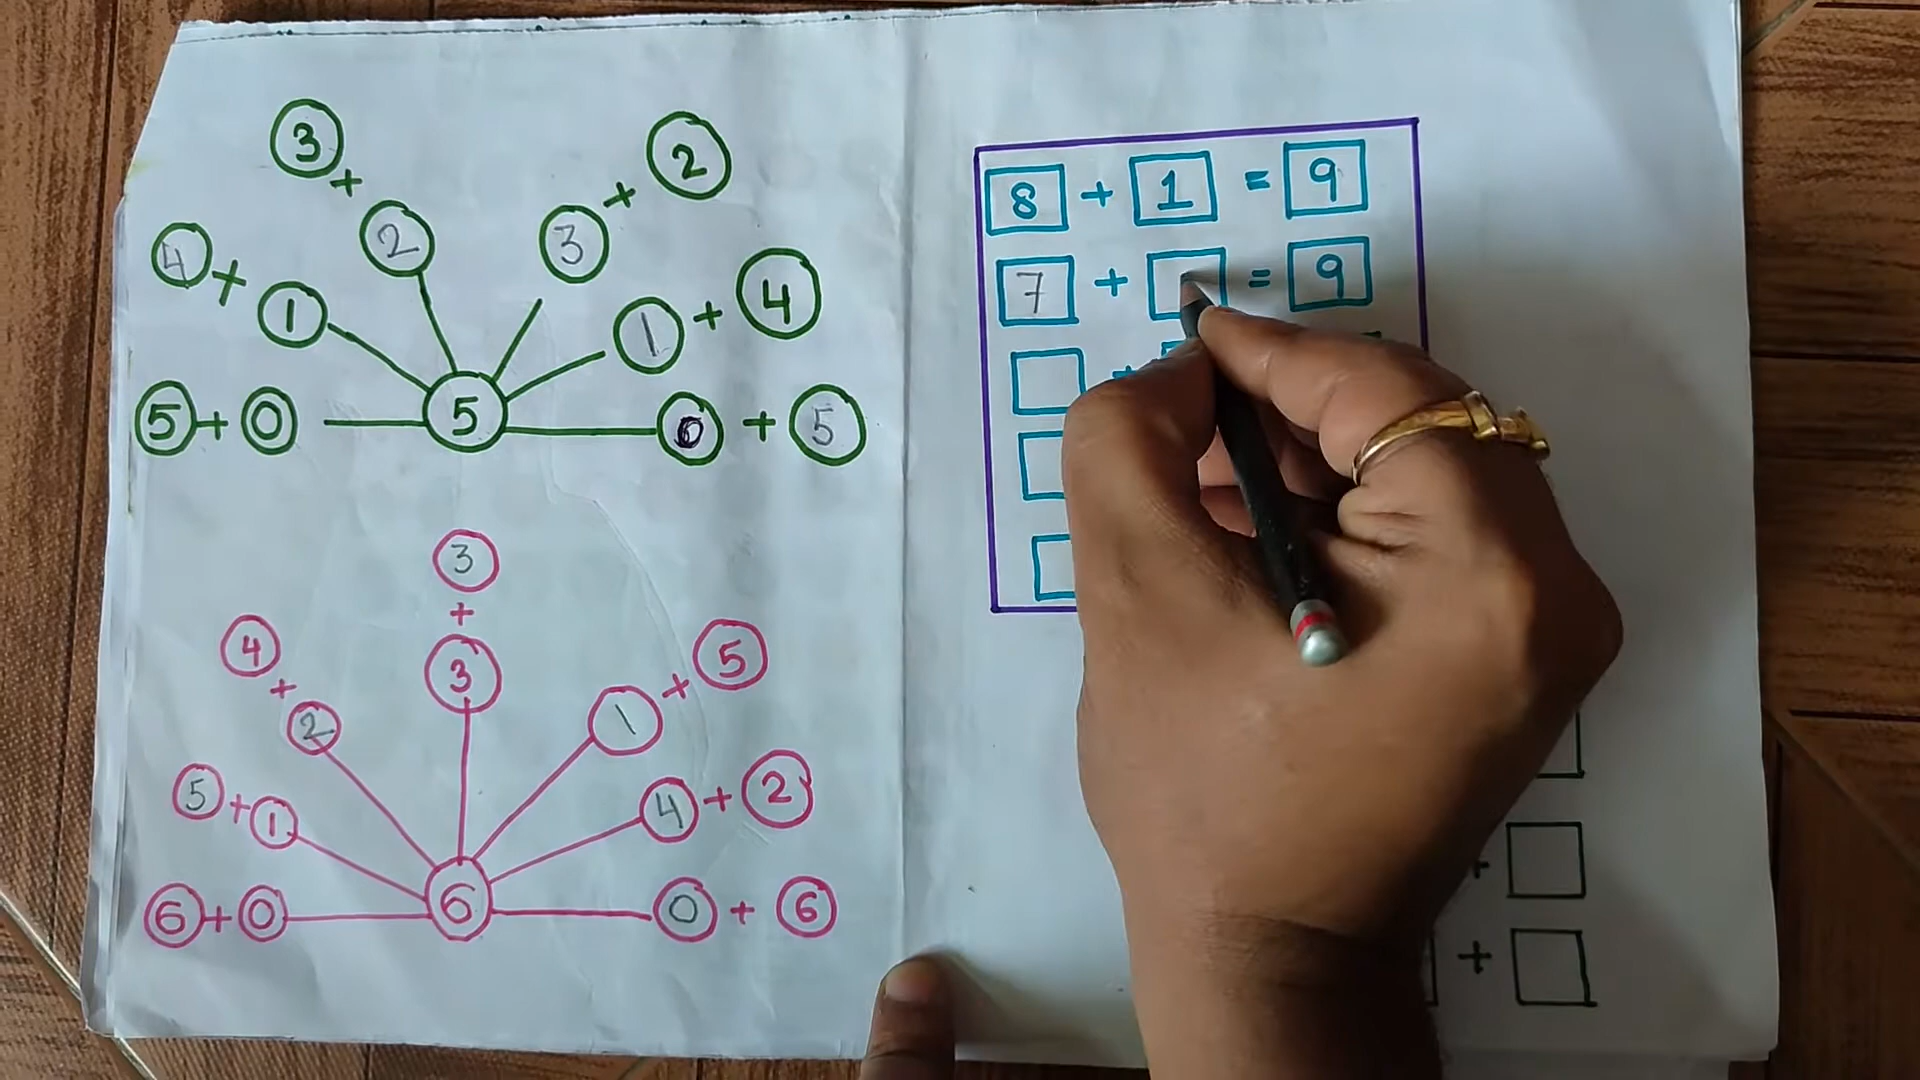 3 + 2
3 + 2
4 + 1
1 + 4
5 + 0
5
0 + 5
3
+
3
4 + 2
1 + 5
5 + 1
4 + 2
6 + 0
6
0 + 6
8 + 1 = 9
7 + = 9
+
+
+